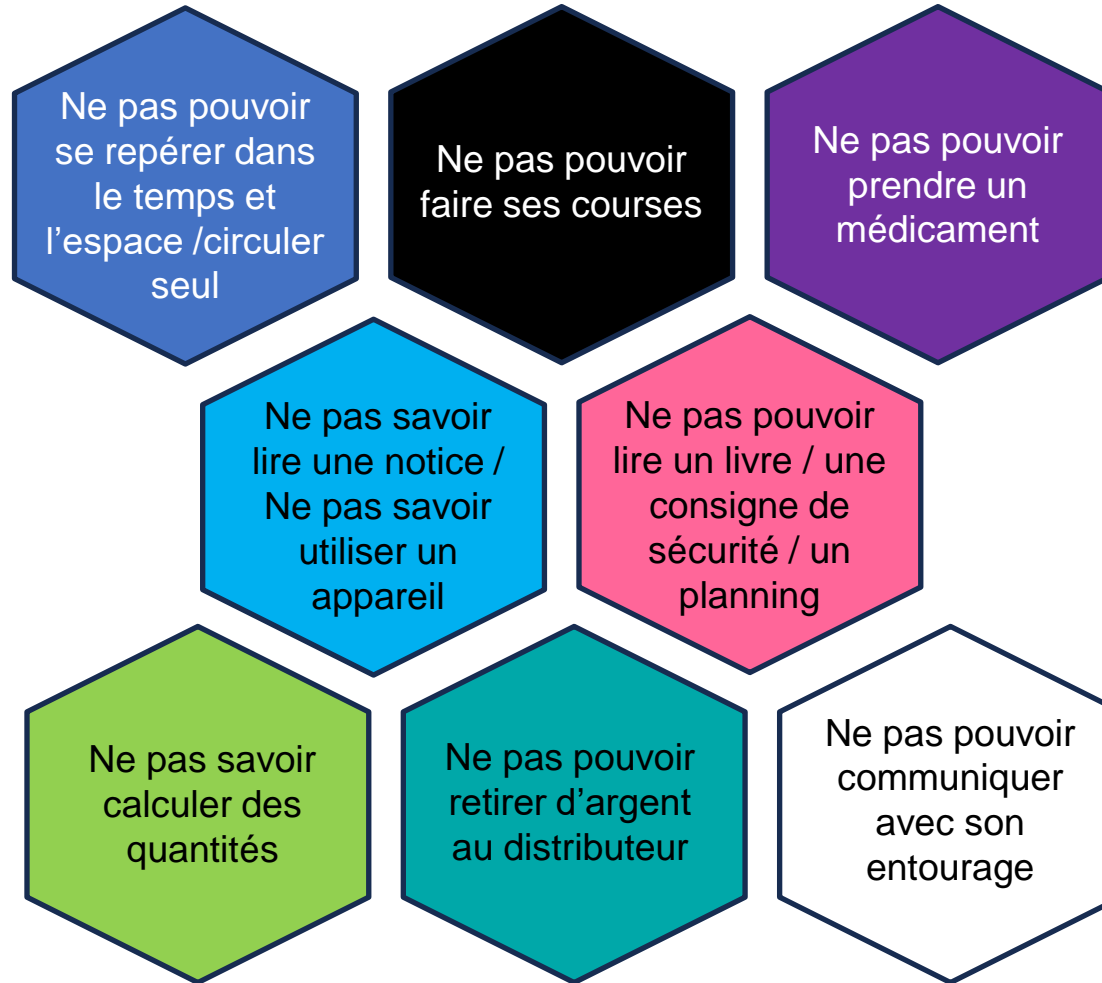 Ne pas pouvoir
se repérer dans
le temps et
l’espace /circuler
seul
Ne pas pouvoir
faire ses courses
Ne pas pouvoir
prendre un
médicament
Ne pas savoir
lire une notice /
Ne pas savoir
utiliser un
appareil
Ne pas pouvoir
lire un livre / une
consigne de
sécurité / un
planning
Ne pas savoir
calculer des
quantités
Ne pas pouvoir
retirer d’argent
au distributeur
Ne pas pouvoir
communiquer
avec son
entourage